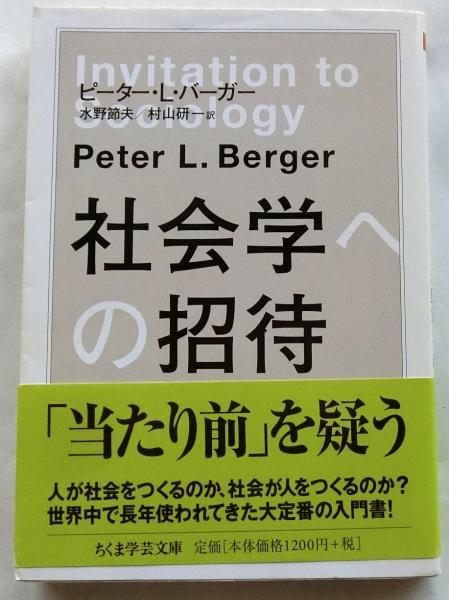 Invitation to
ピーター・L・バーガー
Sociology
水野節夫／村山研一 訳
Peter L. Berger
社会学へ
の招待
「当たり前」を疑う
人が社会をつくるのか、社会が人をつくるのか？
世界中で長年使われてきた大定番の入門書！
ちくま学芸文庫 定価[本体価格1200円+税]